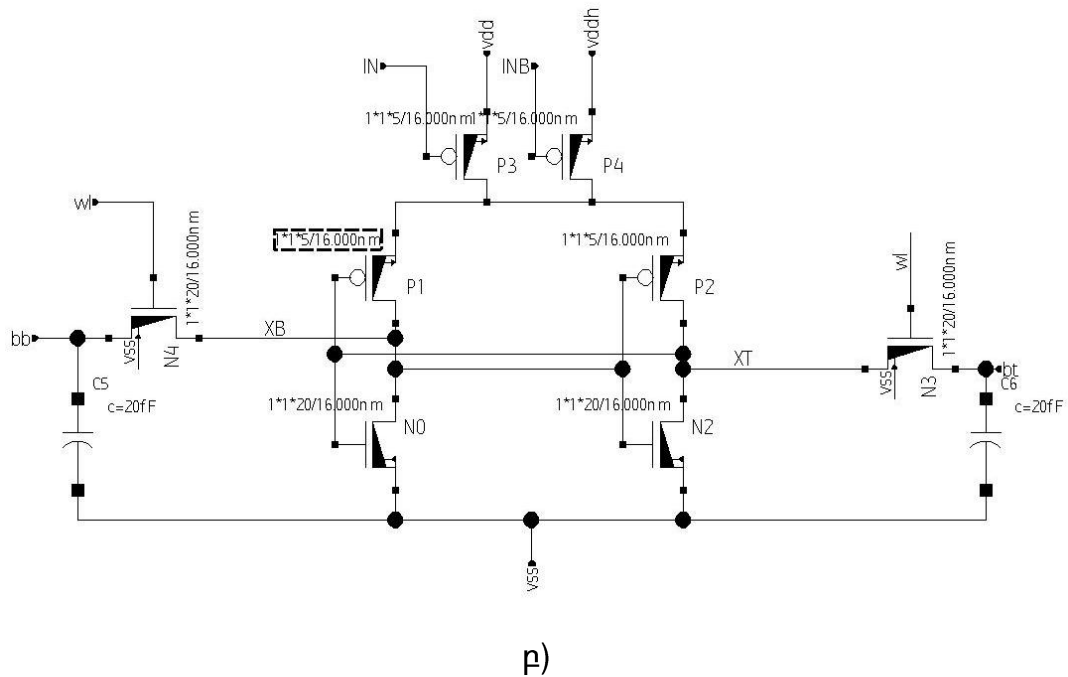 vdd
vddh
IN
INB
1*1*5/16.000nm
1*1*5/16.000nm
P3
P4
wl
1*1*20/16.000nm
1*1*5/16.000nm
1*1*5/16.000nm
wl
1*1*20/16.000nm
P1
P2
bb
vss
N4
XB
XT
vss
N3
bt
C5
c=20fF
1*1*20/16.000nm
1*1*20/16.000nm
C6
c=20fF
N0
N2
vss
բ)